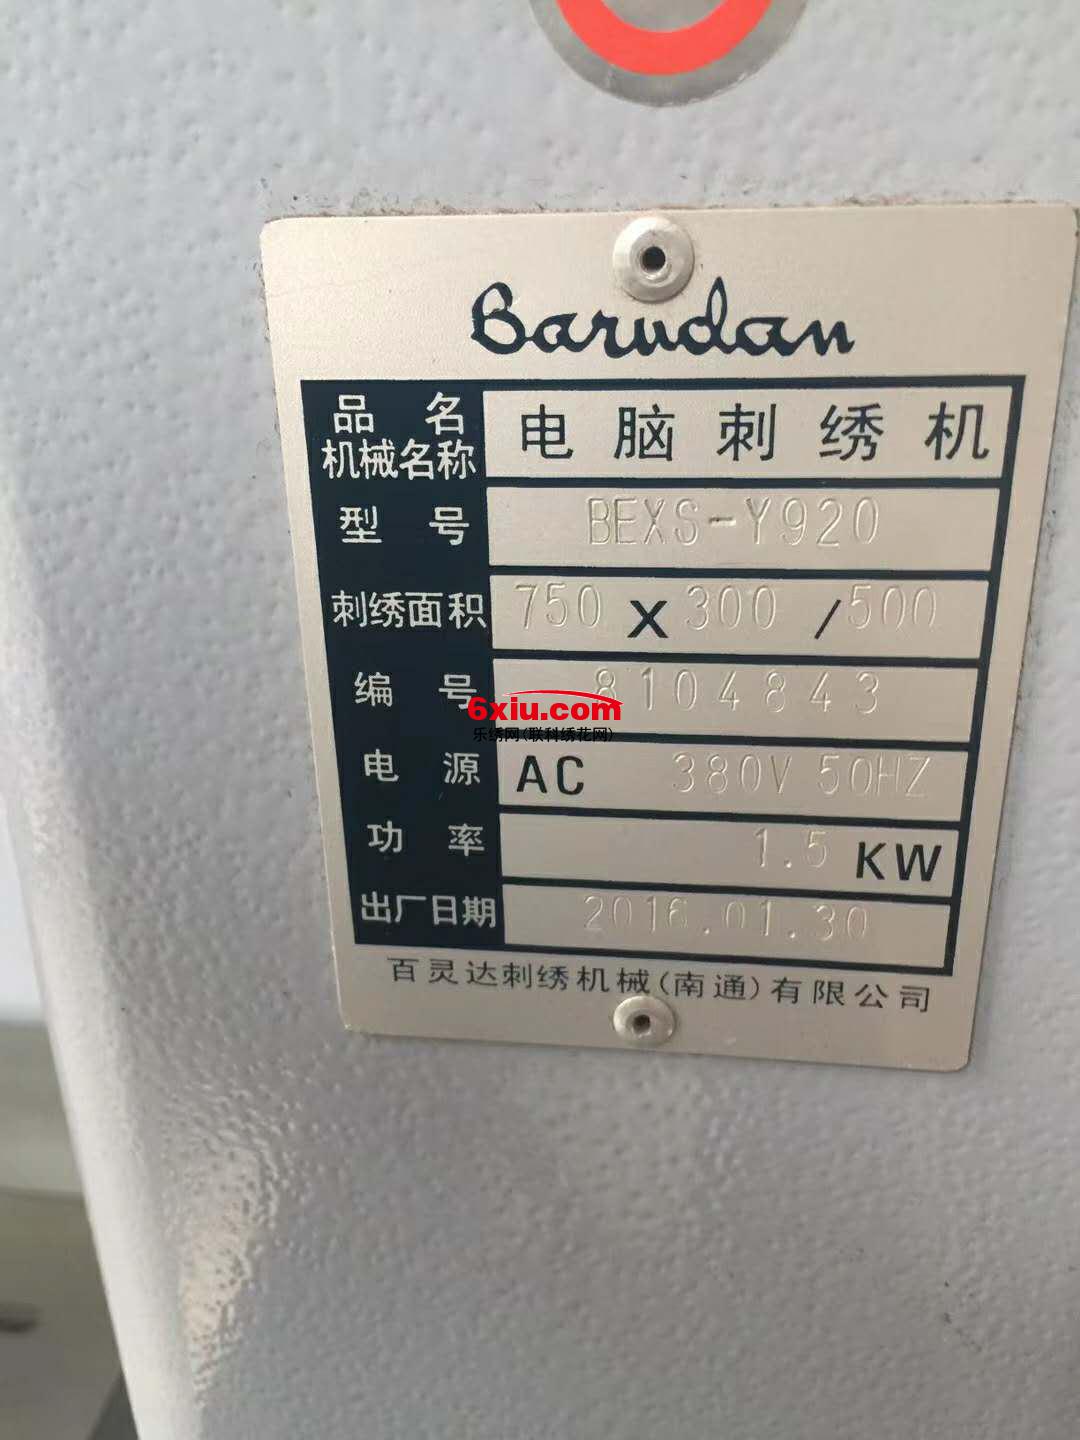 Barudan
品 名
机械名称 电脑刺绣机
型 号 BEXS-Y920
刺绣面积 750 X 300 /500
编 号 8104843
6xiu.com
乐绣网(联科绣花网)
电 源 AC 380V 50HZ
功 率 1.5 KW
出厂日期 2016.01.30
百灵达刺绣机械(南通)有限公司